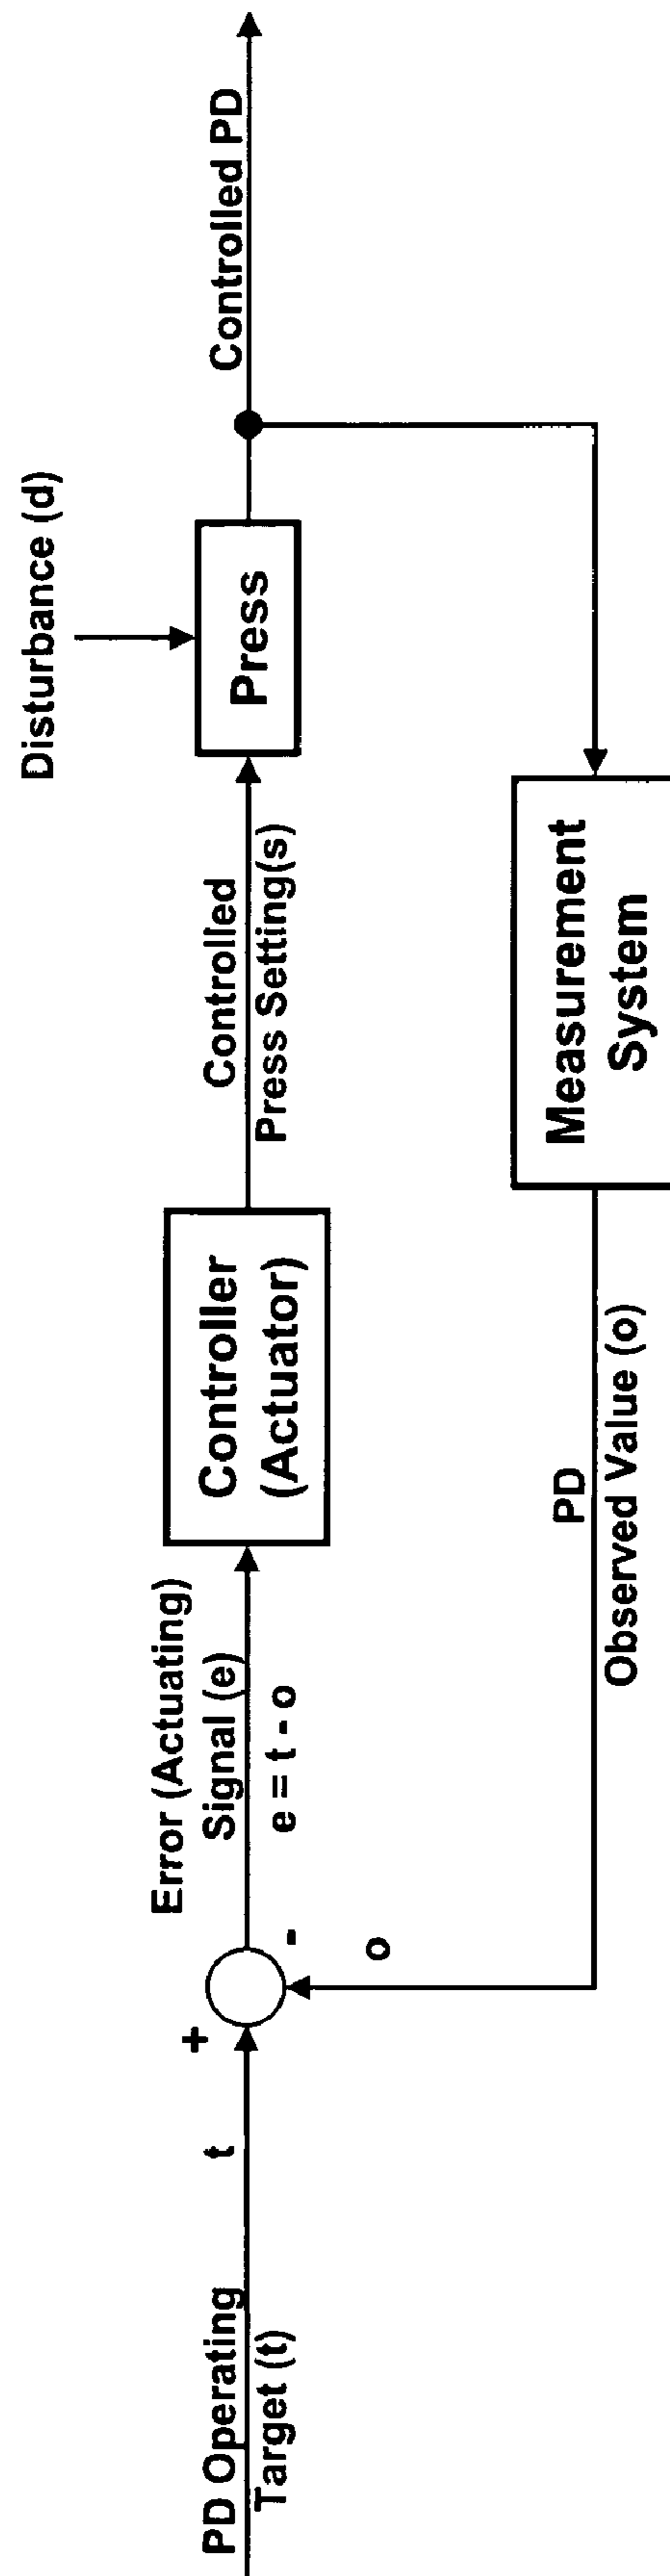 PD Operating
Target (t)
t
+
-
o
Error (Actuating)
Signal (e)
e = t - o
Controller
(Actuator)
Controlled
Press Setting(s)
Disturbance (d)
Press
Controlled PD
Measurement
System
PD
Observed Value (o)